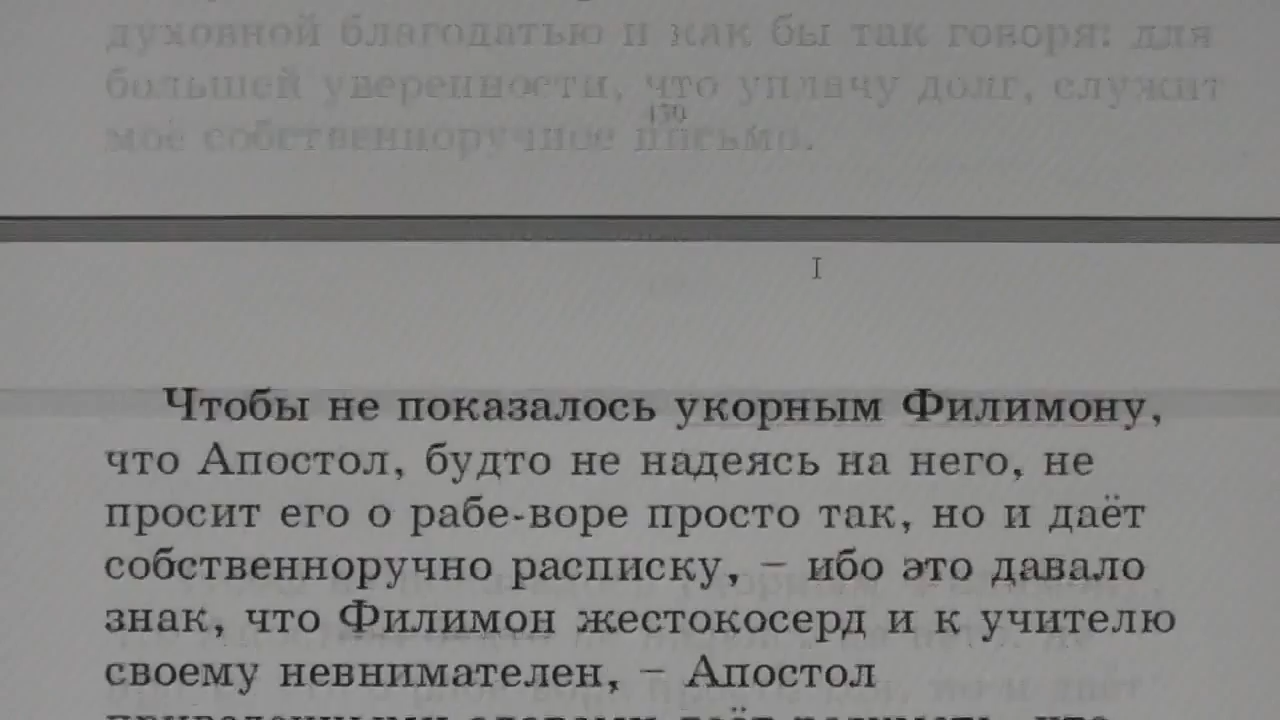 духовной благодатью и как бы так говоря: для
большей уверенности, что уплачу долг, служит
130
моё собственноручное письмо.
Чтобы не показалось укорным Филимону,
что Апостол, будто не надеясь на него, не
просит его о рабе-воре просто так, но и даёт
собственноручно расписку, – ибо это давало
знак, что Филимон жестокосерд и к учителю
своему невнимателен, – Апостол